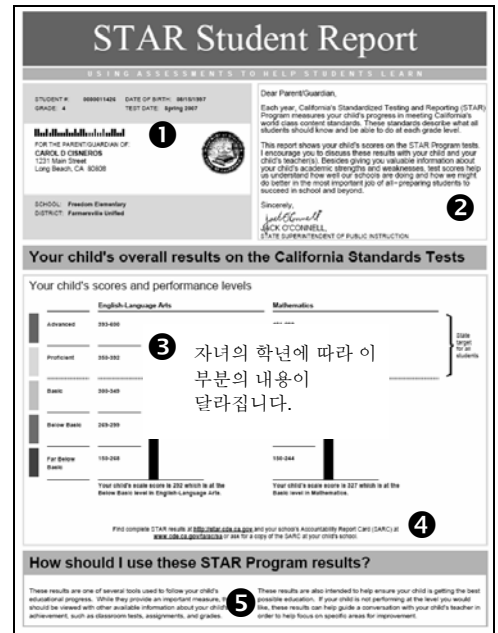 STAR Student Report
USING ASSESSMENTS TO HELP STUDENTS LEARN
STUDENT #: 0000011426 DATE OF BIRTH: 08/10/1997
GRADE: 4 TEST DATE: Spring 2007
❶
FOR THE PARENT/GUARDIAN OF:
CAROL D CISNEROS
1231 Main Street
Long Beach, CA 90808
SCHOOL: Freedom Elementary
DISTRICT: Farmersville Unified
Dear Parent/Guardian,
Each year, California's Standardized Testing and Reporting (STAR)
Program measures your child's progress in meeting California's
world class content standards. These standards describe what all
students should know and be able to do at each grade level.
This report shows your child's scores on the STAR Program tests.
I encourage you to discuss these results with your child and your
child's teacher(s). Besides giving you valuable information about
your child's academic strengths and weaknesses, test scores help
us understand how well our schools are doing and how we might
do better in the most important job of all–preparing students to
succeed in school and beyond.
Sincerely,
❷
JACK O'CONNELL,
STATE SUPERINTENDENT OF PUBLIC INSTRUCTION
Your child's overall results on the California Standards Tests
Your child's scores and performance levels
English-Language Arts Mathematics
Advanced 393-600
State
target
for all
students
Proficient 350-392
❸ 자녀의 학년에 따라 이
부분의 내용이
달라집니다.
Basic 300-349
Below Basic 269-299
Far Below
Basic
150-268 150-244
Your child's scale score is 292 which is at the
Below Basic level in English-Language Arts.
Your child's scale score is 327 which is at the
Basic level in Mathematics.
Find complete STAR results at http://star.cde.ca.gov and your school's Accountability Report Card (SARC) at
www.cde.ca.gov/ta/ac/sa or ask for a copy of the SARC at your child's school.
❹
How should I use these STAR Program results?
These results are one of several tools used to follow your child's
educational progress. While they provide an important measure,
should be viewed with other available information about your child's
achievement, such as classroom tests, assignments, and grades.
❺
These results are also intended to help ensure your child is getting the best
possible education. If your child is not performing at the level you would
like, these results can help guide a conversation with your child's teacher in
order to help focus on specific areas for improvement.